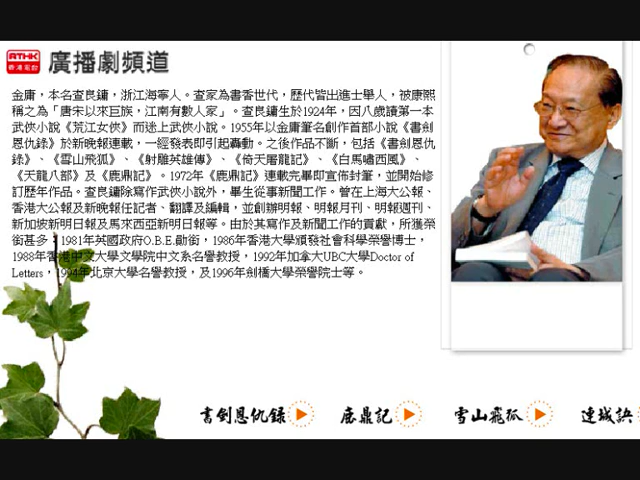 RTHK
香港電台
廣播劇頻道
金庸，本名查良鏞，浙江海寧人。查家為書香世代，歷代皆出進士舉人，被康熙
稱之為「唐宋以來巨族，江南有數人家」。查良鏞生於1924年，因八歲讀第一本
武俠小說《荒江女俠》而迷上武俠小說。1955年以金庸筆名創作首部小說《書劍
恩仇錄》於新晚報連載，一經發表即引起轟動。之後作品不斷，包括《書劍恩仇
錄》、《雪山飛狐》、《射雕英雄傳》、《倚天屠龍記》、《白馬嘯西風》、
《天龍八部》及《鹿鼎記》。1972年《鹿鼎記》連載完畢即宣佈封筆，並開始修
訂歷年作品。查良鏞除寫作武俠小說外，畢生從事新聞工作。曾在上海大公報、
香港大公報及新晚報任記者、翻譯及編輯，並創辦明報、明報月刊、明報週刊、
新加坡新明日報及馬來西亞新明日報等。由於其寫作及新聞工作的貢獻，所獲榮
銜甚多：1981年英國政府O.B.E.勛銜，1986年香港大學頒發社會科學榮譽博士，
1988年香港中文大學文學院中文系名譽教授，1992年加拿大UBC大學Doctor of
Letters，1994年北京大學名譽教授，及1996年劍橋大學榮譽院士等。
書劍恩仇錄 鹿鼎記 雪山飛狐 連城訣